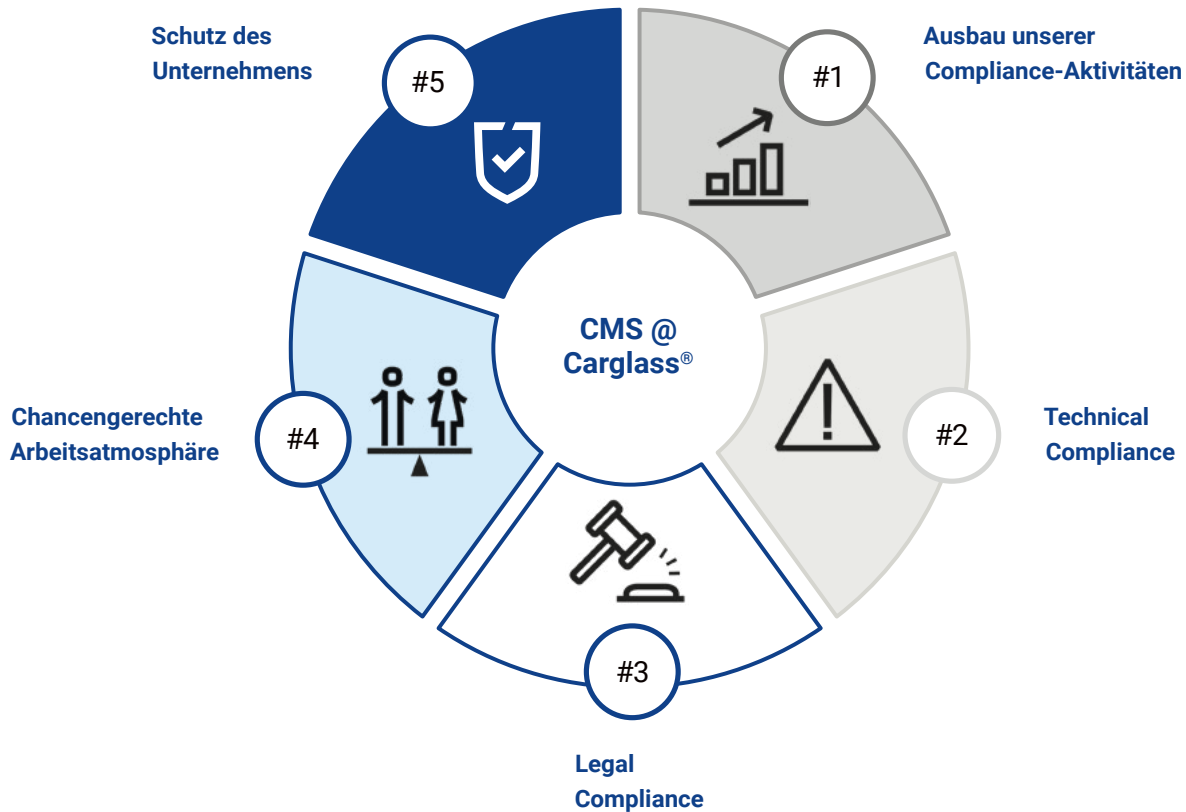 Schutz des
Unternehmens
#5
#1
Ausbau unserer
Compliance-Aktivitäten
CMS @
Carglass®
Chancengerechte
Arbeitsatmosphäre
#4
#2
Technical
Compliance
#3
Legal
Compliance